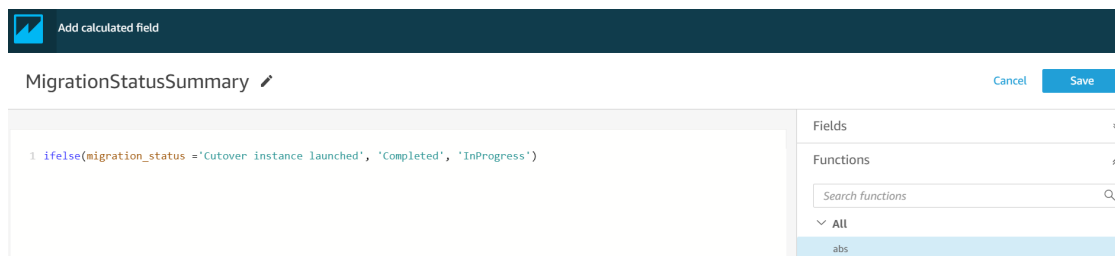 Add calculated field
MigrationStatusSummary
Cancel
Save
Fields
1 ifelse(migration_status ='Cutover instance launched', 'Completed', 'InProgress')
Functions
Search functions
All
abs